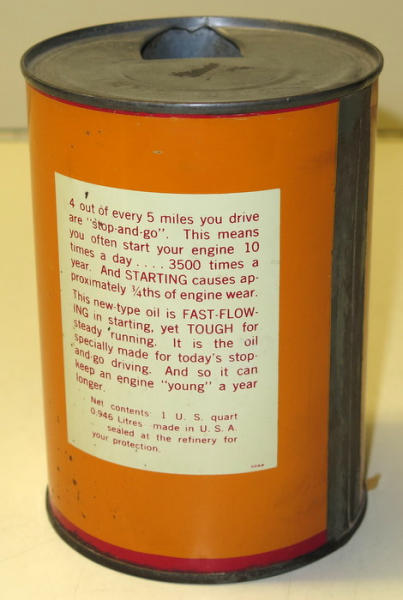 4 out of every 5 miles you drive
are "stop-and-go". This means
you often start your engine 10
times a day .... 3500 times a
year. And STARTING causes ap-
proximately ¾ths of engine wear.
This new-type oil is FAST-FLOW-
ING in starting, yet TOUGH for
steady running. It is the oil
specially made for today's stop-
and-go driving. And so it can
keep an engine "young" a year
longer.
Net contents 1 U. S. quart
0.946 Litres made in U. S. A.
sealed at the refinery for
your protection.